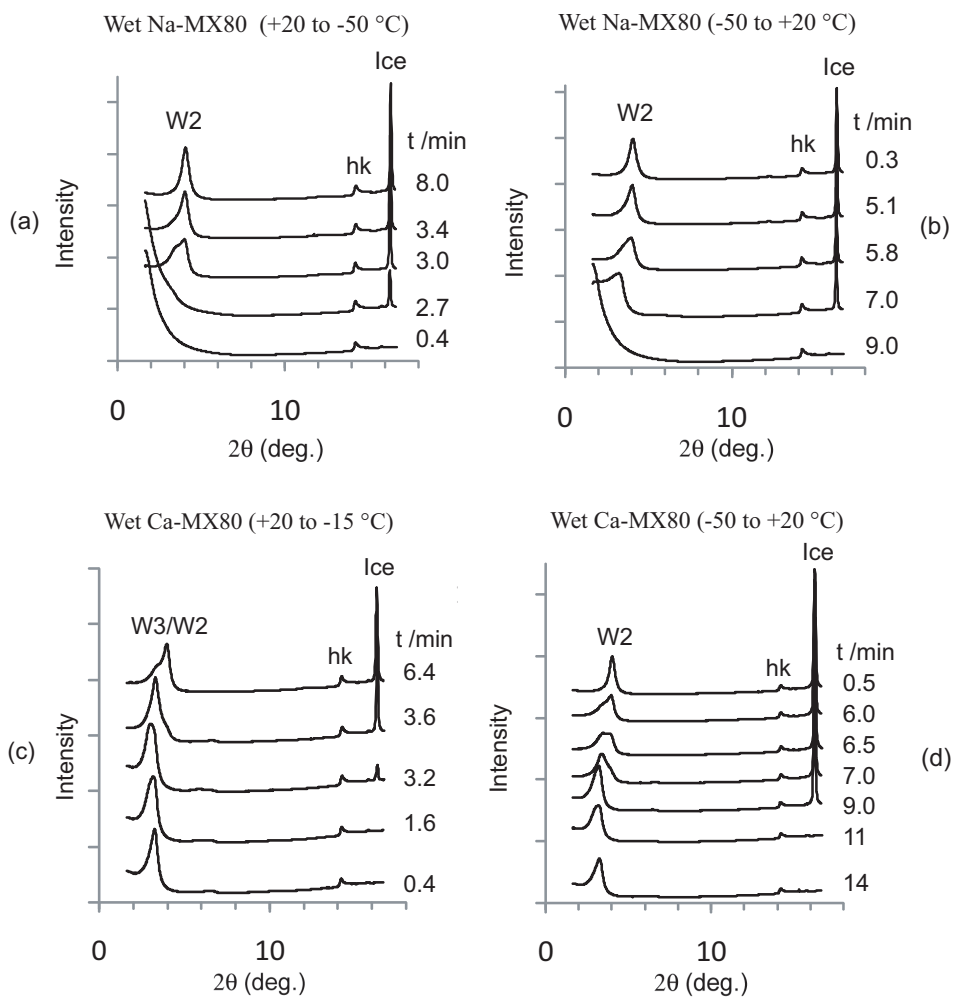 Wet Na-MX80 (+20 to -50 °C)
Ice
W2
hk
t /min
8.0
3.4
3.0
2.7
0.4
(a)
Intensity
0
10
2θ (deg.)
Wet Na-MX80 (-50 to +20 °C)
Ice
W2
hk
t /min
0.3
5.1
5.8
7.0
9.0
(b)
Intensity
0
10
2θ (deg.)
Wet Ca-MX80 (+20 to -15 °C)
Ice
W3/W2
hk
t /min
6.4
3.6
3.2
1.6
0.4
(c)
Intensity
0
10
2θ (deg.)
Wet Ca-MX80 (-50 to +20 °C)
Ice
W2
hk
t /min
0.5
6.0
6.5
7.0
9.0
11
14
(d)
Intensity
0
10
2θ (deg.)